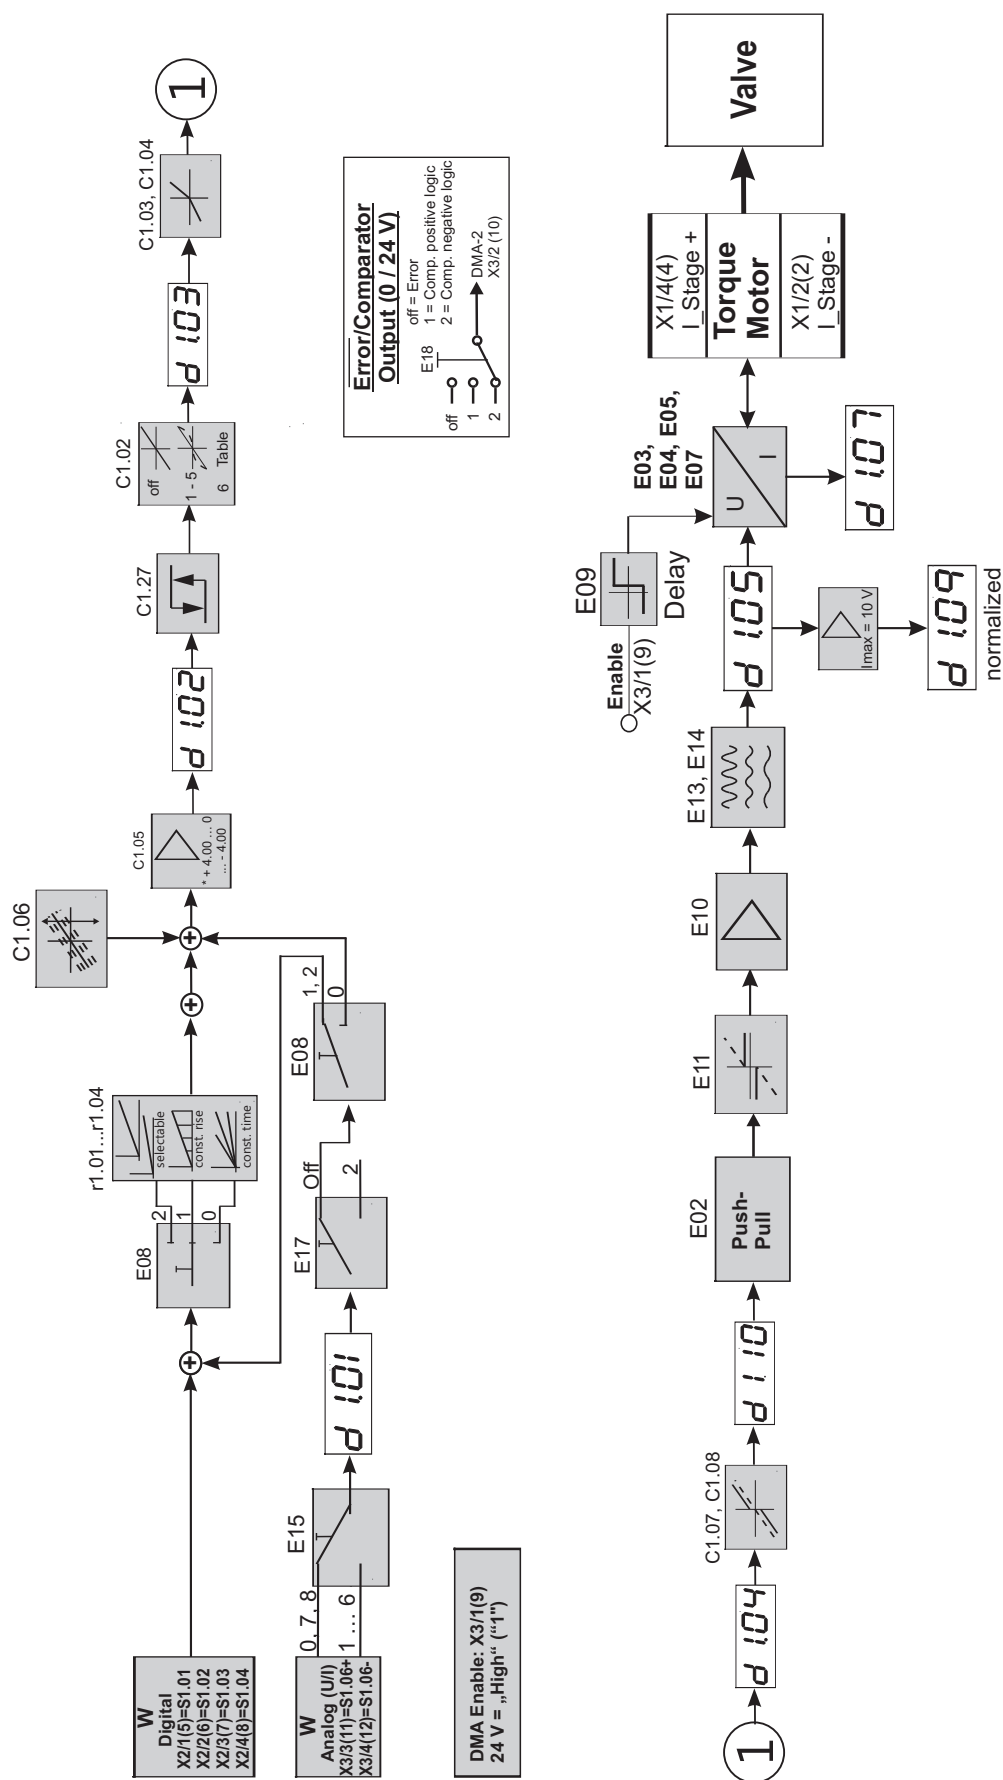 W
Digital
X2/1(5)=S1.01
X2/2(6)=S1.02
X2/3(7)=S1.03
X2/4(8)=S1.04
E08
2
1
0
r1.01...r1.04
selectable
const. rise
const. time
+
+
+
C1.06
C1.05
* + 4.00 ... 0
... - 4.00
d 1.02
C1.27
C1.02
off
1 - 5
6 Table
d 1.03
C1.03, C1.04
1
W
Analog (U/I)
X3/3(11)=S1.06+
X3/4(12)=S1.06-
0, 7, 8
1 ... 6
E15
d 1.01
E17
Off
2
E08
1, 2
0
Error/Comparator
Output (0 / 24 V)
off = Error
1 = Comp. positive logic
2 = Comp. negative logic
E18
off
1
2
DMA-2
X3/2 (10)
DMA Enable: X3/1(9)
24 V = „High“ (“1”)
1
d 1.04
C1.07, C1.08
d 1.10
E02
Push-
Pull
E11
E10
E13, E14
d 1.05
Enable
X3/1(9)
E09
Delay
E03,
E04, E05,
E07
U
I
Imax = 10 V
d 1.09
normalized
d 1.07
X1/4(4)
I_Stage +
Torque
Motor
X1/2(2)
I_Stage -
Valve